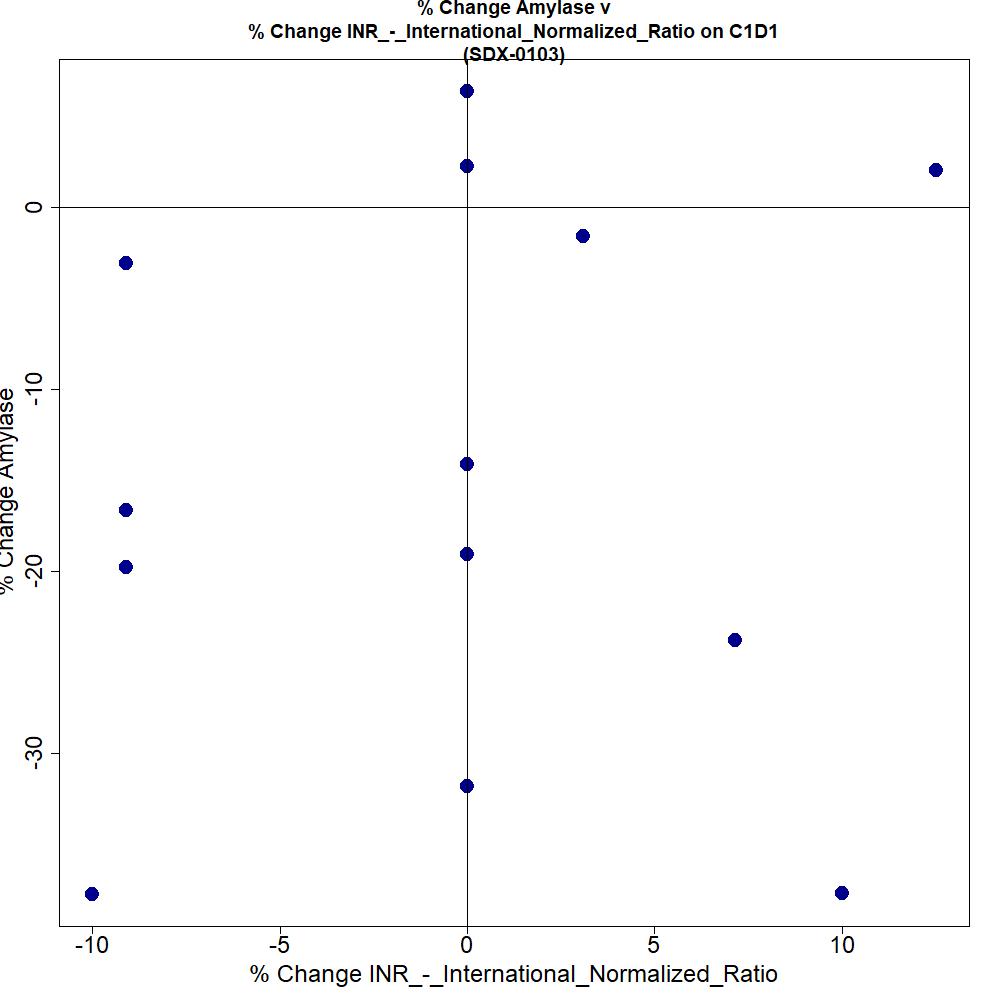 % Change Amylase v
% Change INR_-_International_Normalized_Ratio on C1D1
(SDX-0103)
% Change Amylase
0
-10
-20
-30
-10
-5
0
5
10
% Change INR_-_International_Normalized_Ratio